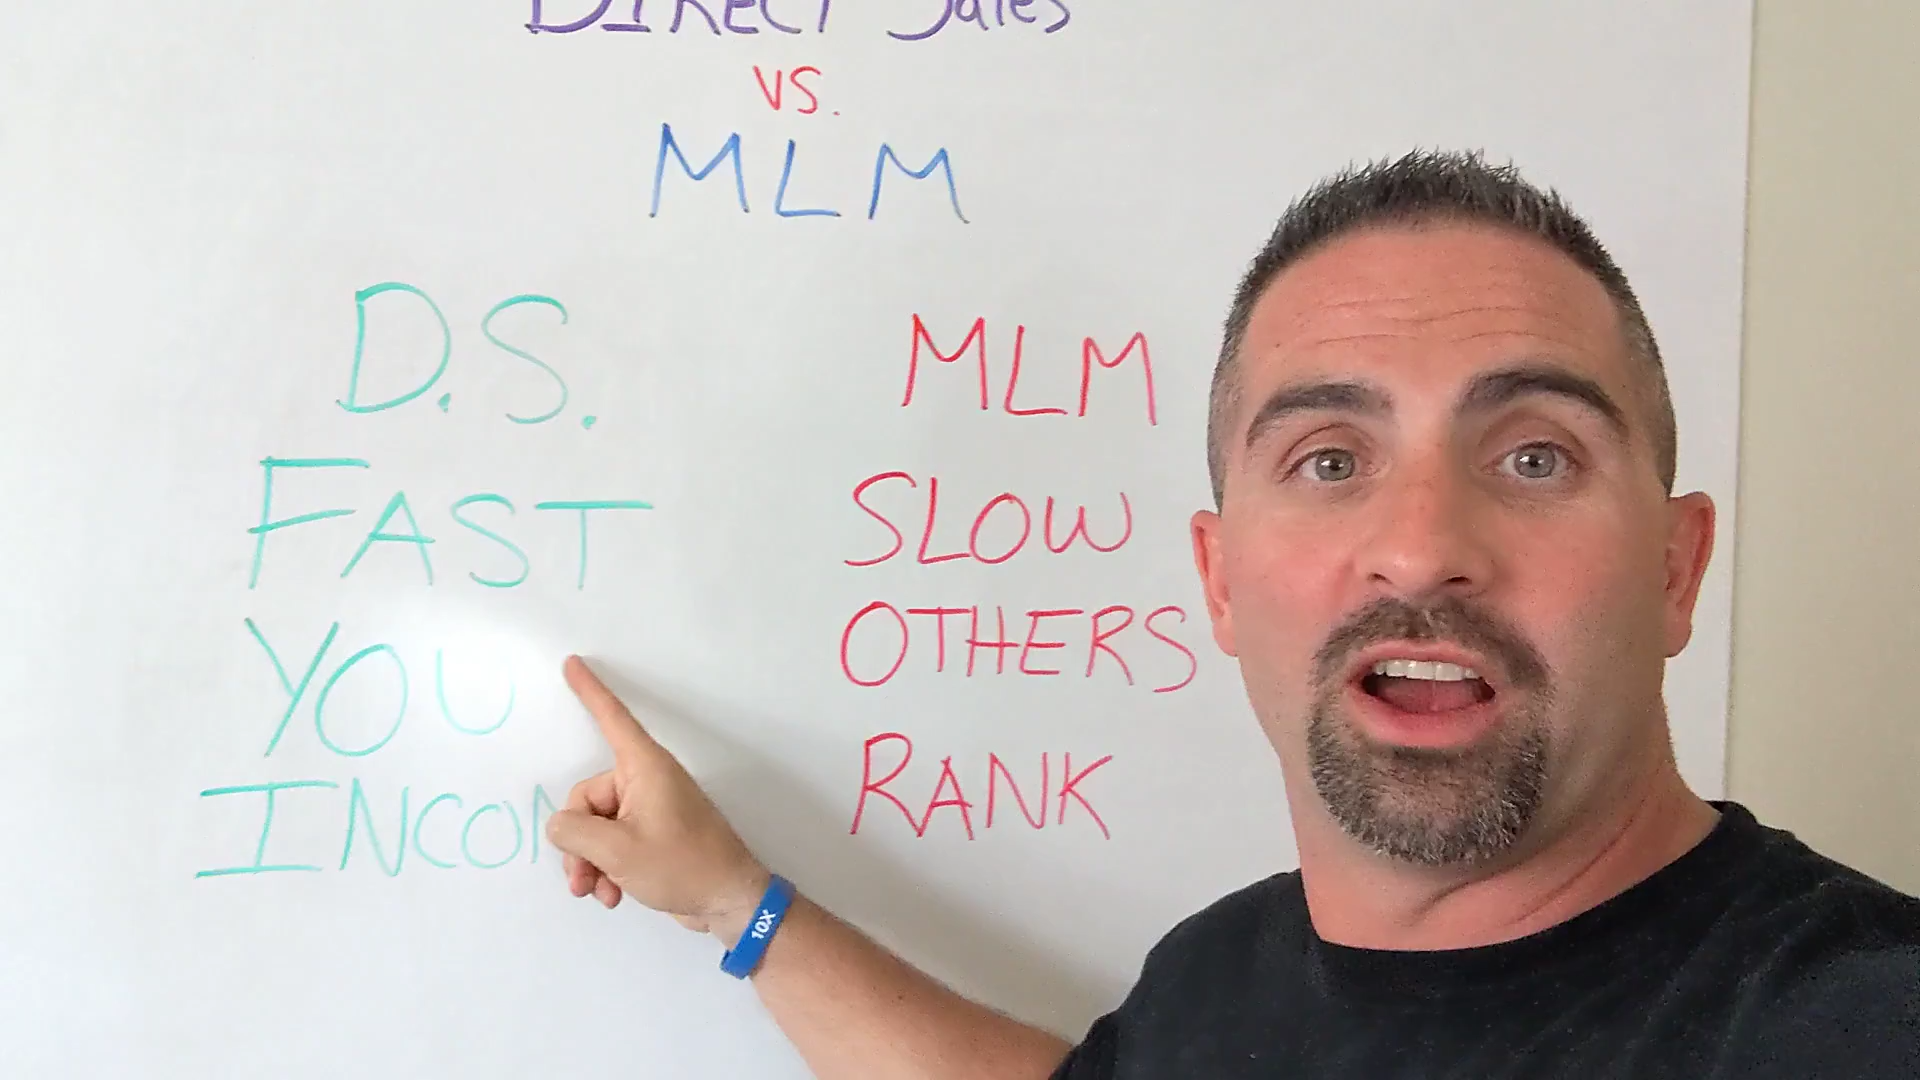 DIRECT Sales
VS.
MLM
D.S.
FAST
YOU
MLM
SLOW
OTHERS
RANK
10X